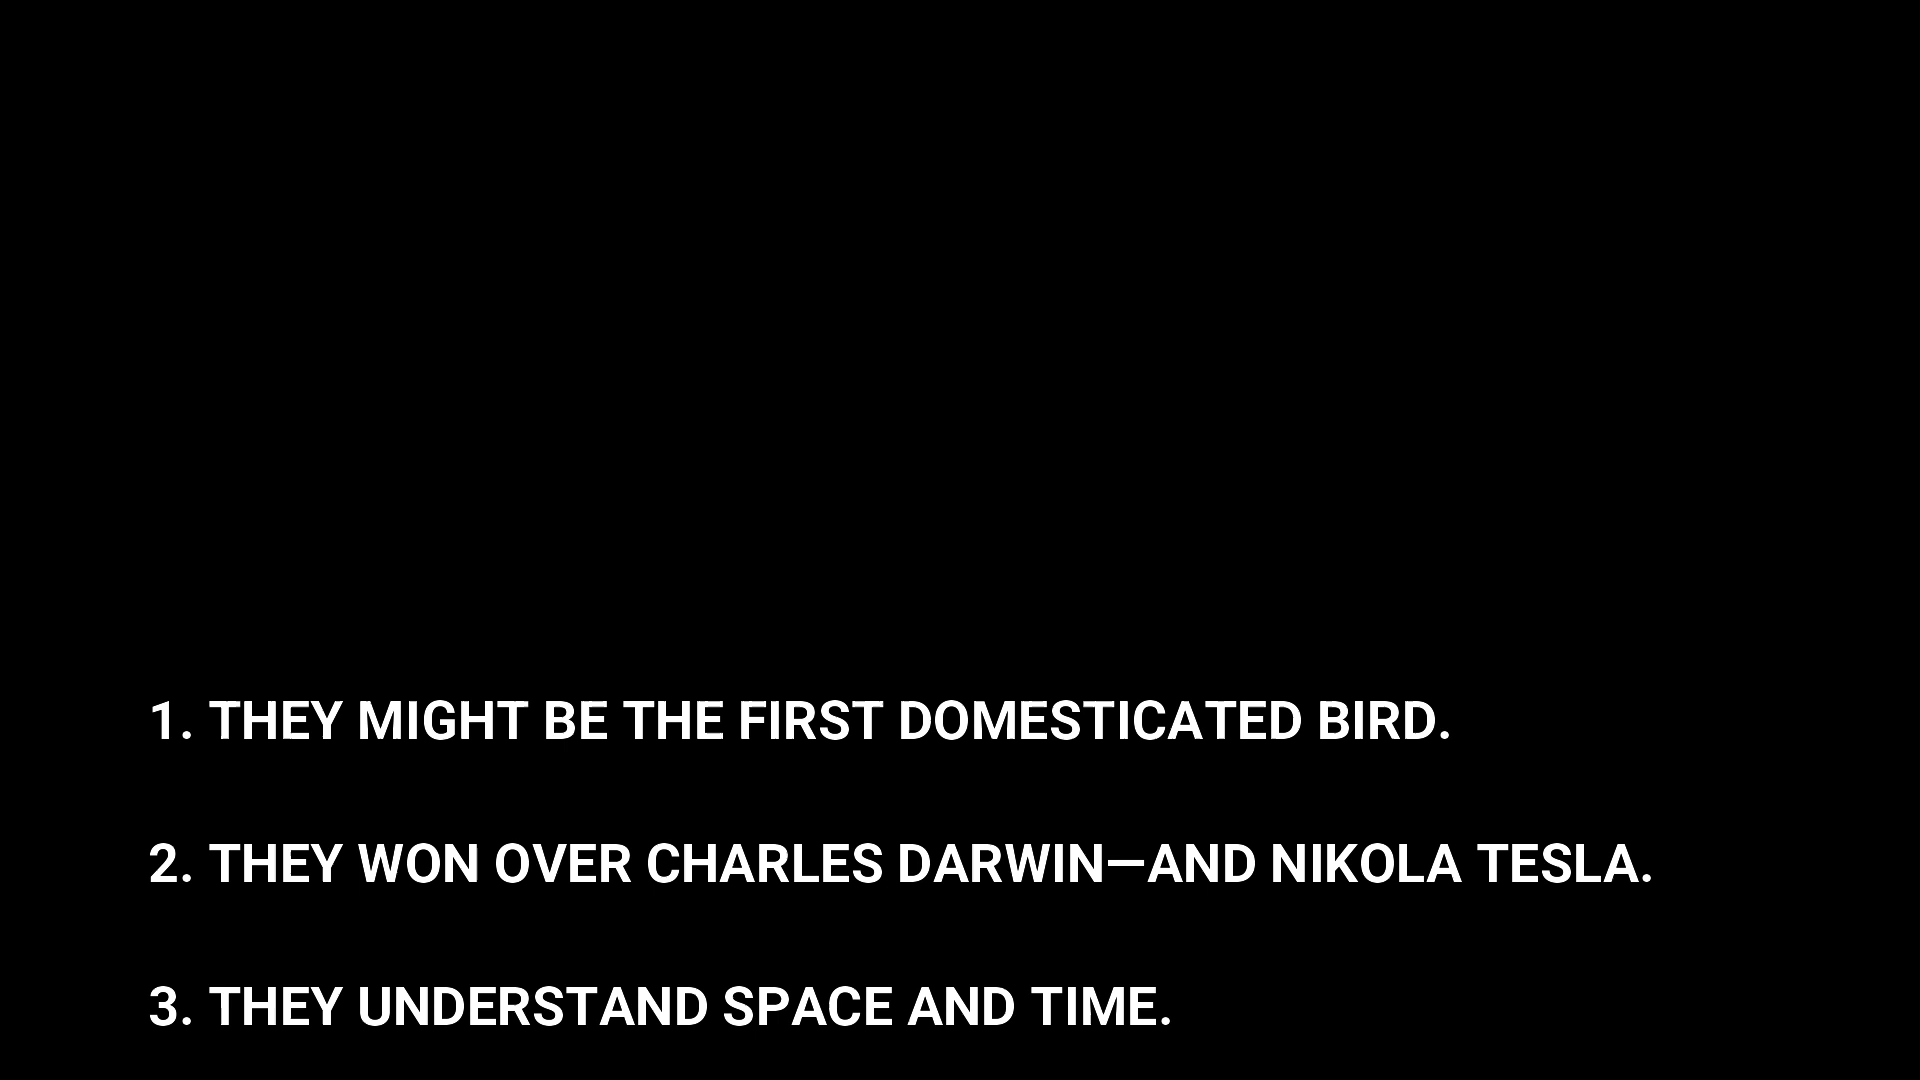 1. THEY MIGHT BE THE FIRST DOMESTICATED BIRD.
2. THEY WON OVER CHARLES DARWIN—AND NIKOLA TESLA.
3. THEY UNDERSTAND SPACE AND TIME.